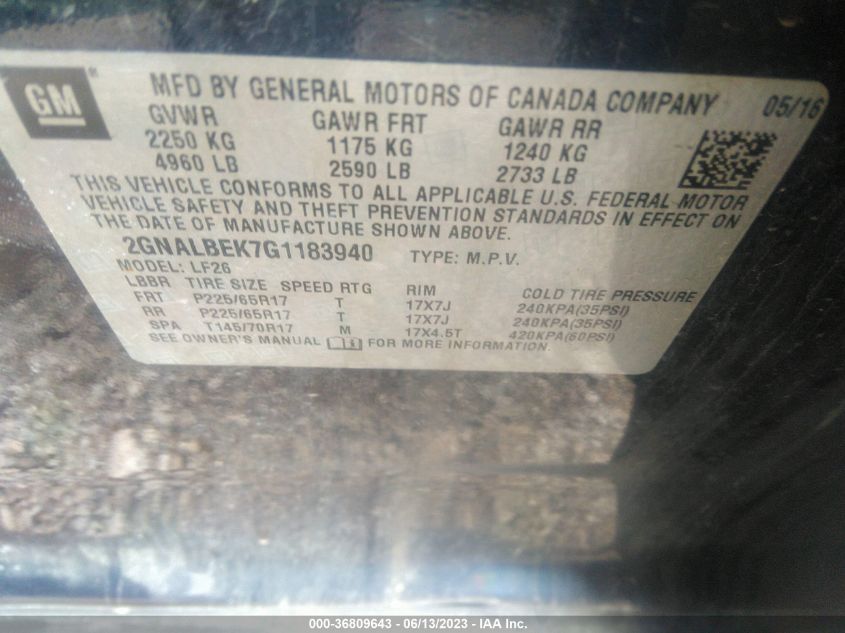 GM MFD BY GENERAL MOTORS OF CANADA COMPANY 05/16
GVWR GAWR FRT GAWR RR
2250 KG 1175 KG 1240 KG
4960 LB 2590 LB 2733 LB
THIS VEHICLE CONFORMS TO ALL APPLICABLE U.S. FEDERAL MOTOR
VEHICLE SAFETY AND THEFT PREVENTION STANDARDS IN EFFECT ON
THE DATE OF MANUFACTURE SHOWN ABOVE.
2GNALBEK7G1183940 TYPE: M.P.V.
MODEL: LF26
LBBR TIRE SIZE SPEED RTG RIM COLD TIRE PRESSURE
FRT P225/65R17 T 17X7J 240KPA(35PSI)
RR P225/65R17 T 17X7J 240KPA(35PSI)
SPA T145/70R17 M 17X4.5T 420KPA(60PSI)
SEE OWNER'S MANUAL FOR MORE INFORMATION.
000-36809643 - 06/13/2023 - IAA Inc.